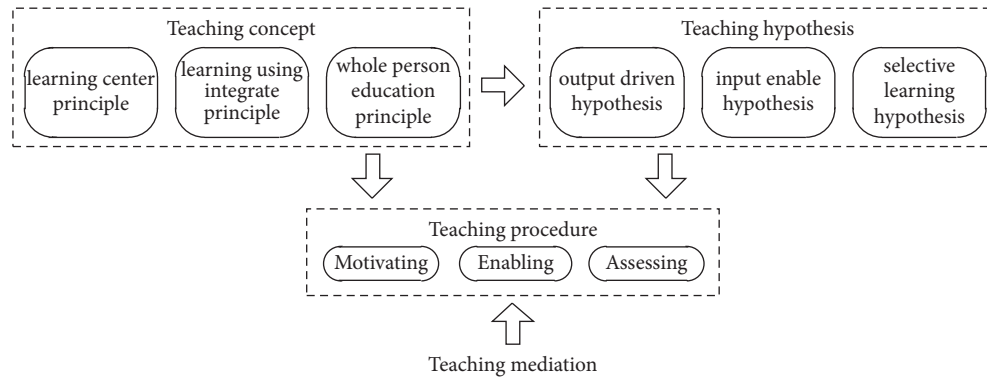 Teaching concept
learning center
principle
learning using
integrate
principle
whole person
education
principle
Teaching hypothesis
output driven
hypothesis
input enable
hypothesis
selective
learning
hypothesis
Teaching procedure
Motivating
Enabling
Assessing
Teaching mediation